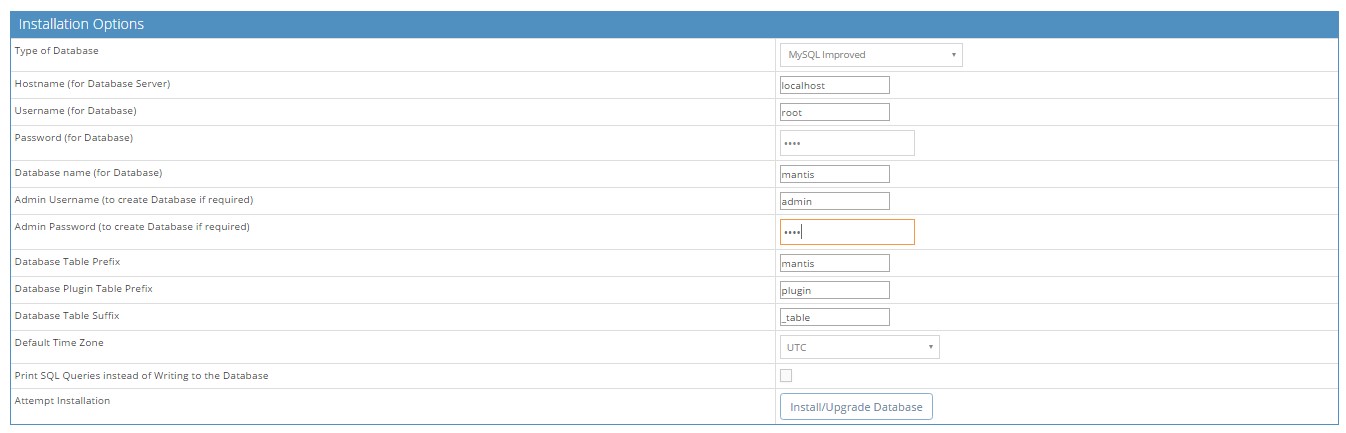 Installation Options
Type of Database
MySQL Improved
Hostname (for Database Server)
localhost
Username (for Database)
root
Password (for Database)
••••
Database name (for Database)
mantis
Admin Username (to create Database if required)
admin
Admin Password (to create Database if required)
••••
Database Table Prefix
mantis
Database Plugin Table Prefix
plugin
Database Table Suffix
_table
Default Time Zone
UTC
Print SQL Queries instead of Writing to the Database
Attempt Installation
Install/Upgrade Database